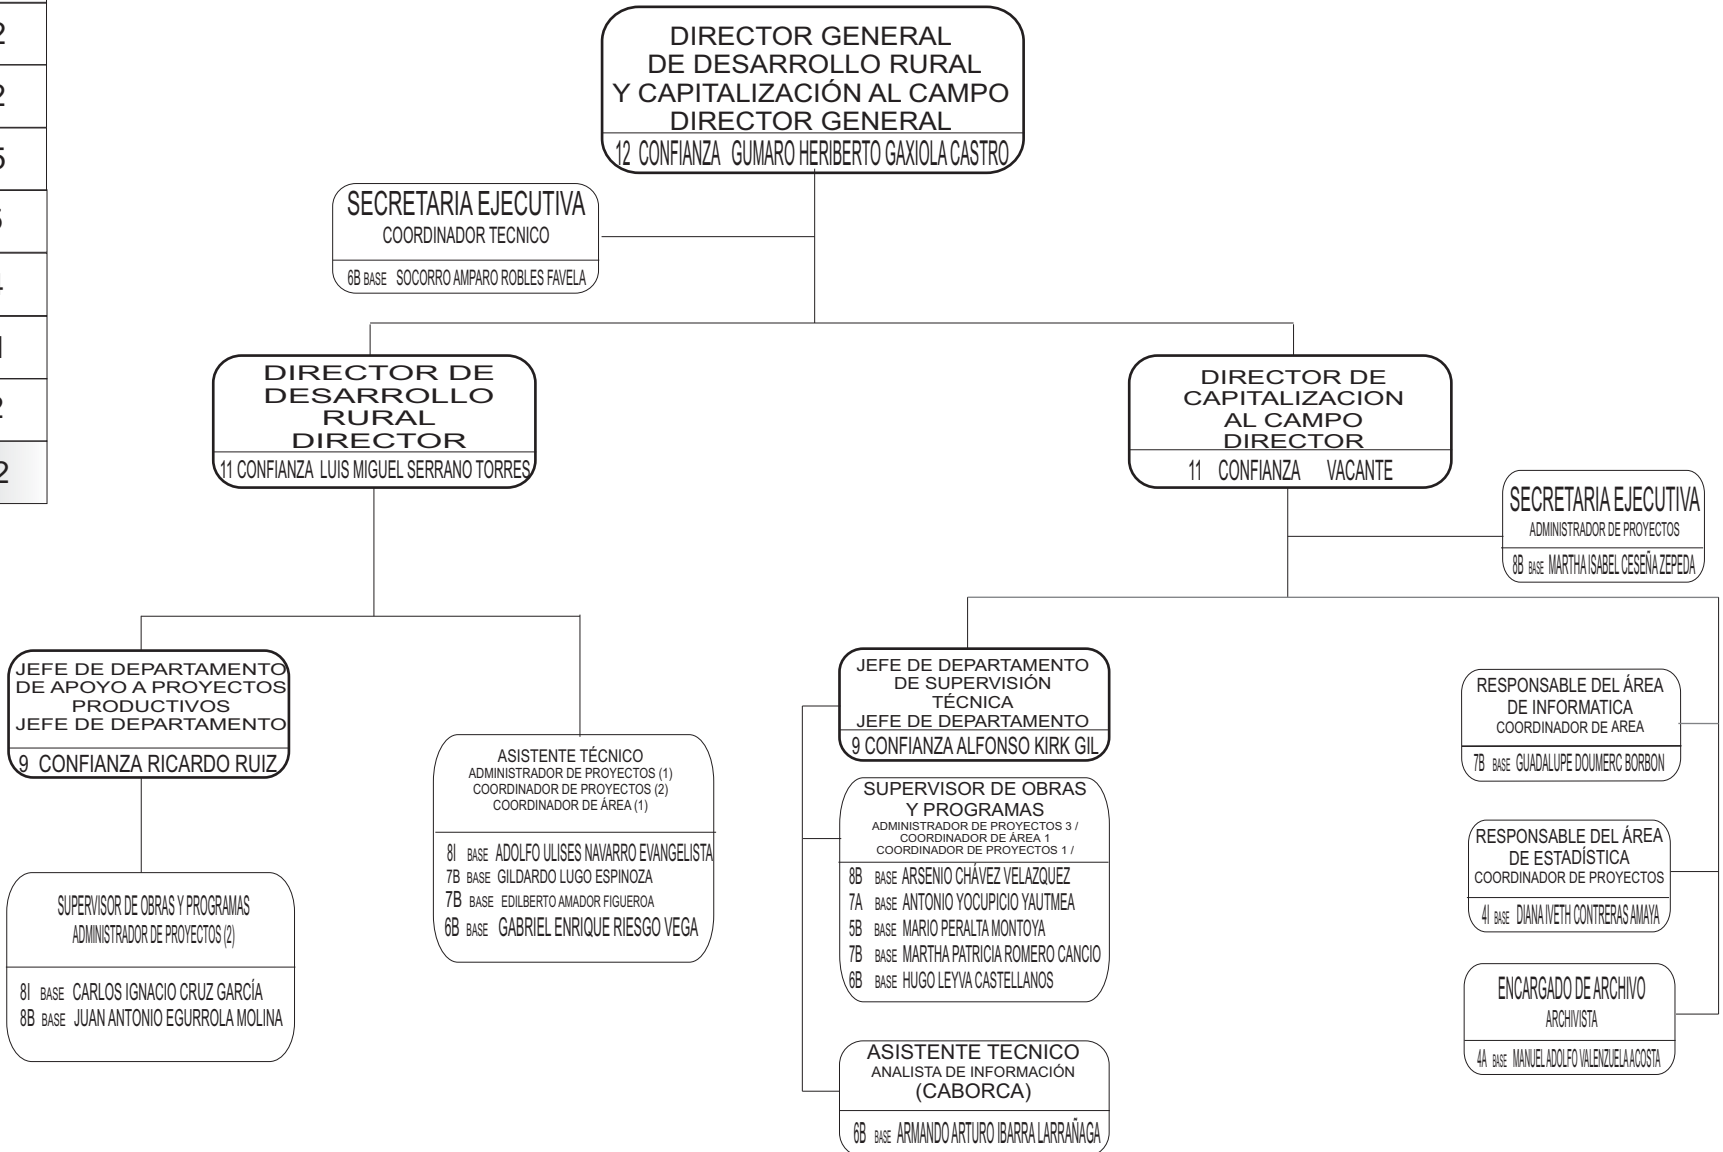 2
2
5
2
2
DIRECTOR GENERAL
DE DESARROLLO RURAL
Y CAPITALIZACIÓN AL CAMPO
DIRECTOR GENERAL
12 CONFIANZA GUMARO HERIBERTO GAXIOLA CASTRO
SECRETARIA EJECUTIVA
COORDINADOR TECNICO
6B BASE SOCORRO AMPARO ROBLES FAVELA
DIRECTOR DE
DESARROLLO
RURAL
DIRECTOR
11 CONFIANZA LUIS MIGUEL SERRANO TORRES
DIRECTOR DE
CAPITALIZACION
AL CAMPO
DIRECTOR
11 CONFIANZA VACANTE
SECRETARIA EJECUTIVA
ADMINISTRADOR DE PROYECTOS
8B BASE MARTHA ISABEL CESEÑA ZEPEDA
JEFE DE DEPARTAMENTO
DE APOYO A PROYECTOS
PRODUCTIVOS
JEFE DE DEPARTAMENTO
9 CONFIANZA RICARDO RUIZ
ASISTENTE TÉCNICO
ADMINISTRADOR DE PROYECTOS (1)
COORDINADOR DE PROYECTOS (2)
COORDINADOR DE ÁREA (1)
8I BASE ADOLFO ULISES NAVARRO EVANGELISTA
7B BASE GILDARDO LUGO ESPINOZA
7B BASE EDILBERTO AMADOR FIGUEROA
6B BASE GABRIEL ENRIQUE RIESGO VEGA
SUPERVISOR DE OBRAS Y PROGRAMAS
ADMINISTRADOR DE PROYECTOS (2)
8I BASE CARLOS IGNACIO CRUZ GARCÍA
8B BASE JUAN ANTONIO EGURROLA MOLINA
JEFE DE DEPARTAMENTO
DE SUPERVISIÓN
TÉCNICA
JEFE DE DEPARTAMENTO
9 CONFIANZA ALFONSO KIRK GIL
SUPERVISOR DE OBRAS
Y PROGRAMAS
ADMINISTRADOR DE PROYECTOS 3 /
COORDINADOR DE ÁREA 1
COORDINADOR DE PROYECTOS 1 /
8B BASE ARSENIO CHÁVEZ VELAZQUEZ
7A BASE ANTONIO YOCUPICIO YAUTMEA
5B BASE MARIO PERALTA MONTOYA
7B BASE MARTHA PATRICIA ROMERO CANCIO
6B BASE HUGO LEYVA CASTELLANOS
ASISTENTE TECNICO
ANALISTA DE INFORMACIÓN
(CABORCA)
6B BASE ARMANDO ARTURO IBARRA LARRAÑAGA
RESPONSABLE DEL ÁREA
DE INFORMATICA
COORDINADOR DE AREA
7B BASE GUADALUPE DOUMERC BORBON
RESPONSABLE DEL ÁREA
DE ESTADÍSTICA
COORDINADOR DE PROYECTOS
4I BASE DIANA IVETH CONTRERAS AMAYA
ENCARGADO DE ARCHIVO
ARCHIVISTA
4A BASE MANUEL ADOLFO VALENZUELA ACOSTA